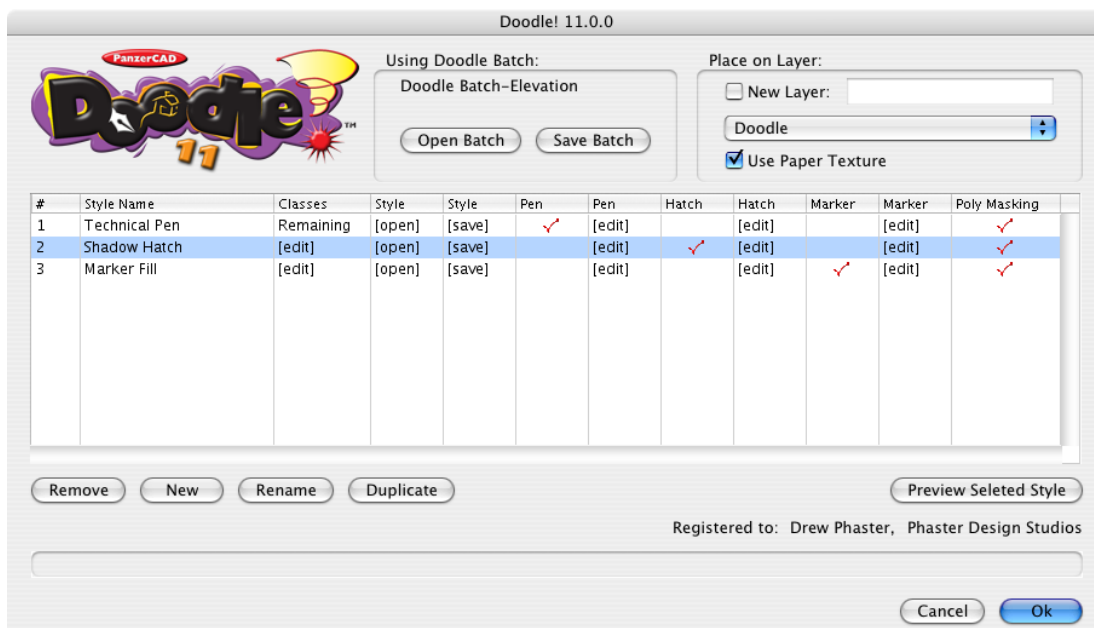 Doodle! 11.0.0
PanzerCAD
Doodle
TM
11
Using Doodle Batch:
Doodle Batch-Elevation
Open Batch Save Batch
Place on Layer:
New Layer:
Doodle
Use Paper Texture
# Style Name Classes Style Style Pen Pen Hatch Hatch Marker Marker Poly Masking
1 Technical Pen Remaining [open] [save] [edit] [edit] [edit]
2 Shadow Hatch [edit] [open] [save] [edit] [edit] [edit]
3 Marker Fill [edit] [open] [save] [edit] [edit] [edit]
Remove New Rename Duplicate Preview Seleted Style
Registered to: Drew Phaster, Phaster Design Studios
Cancel Ok